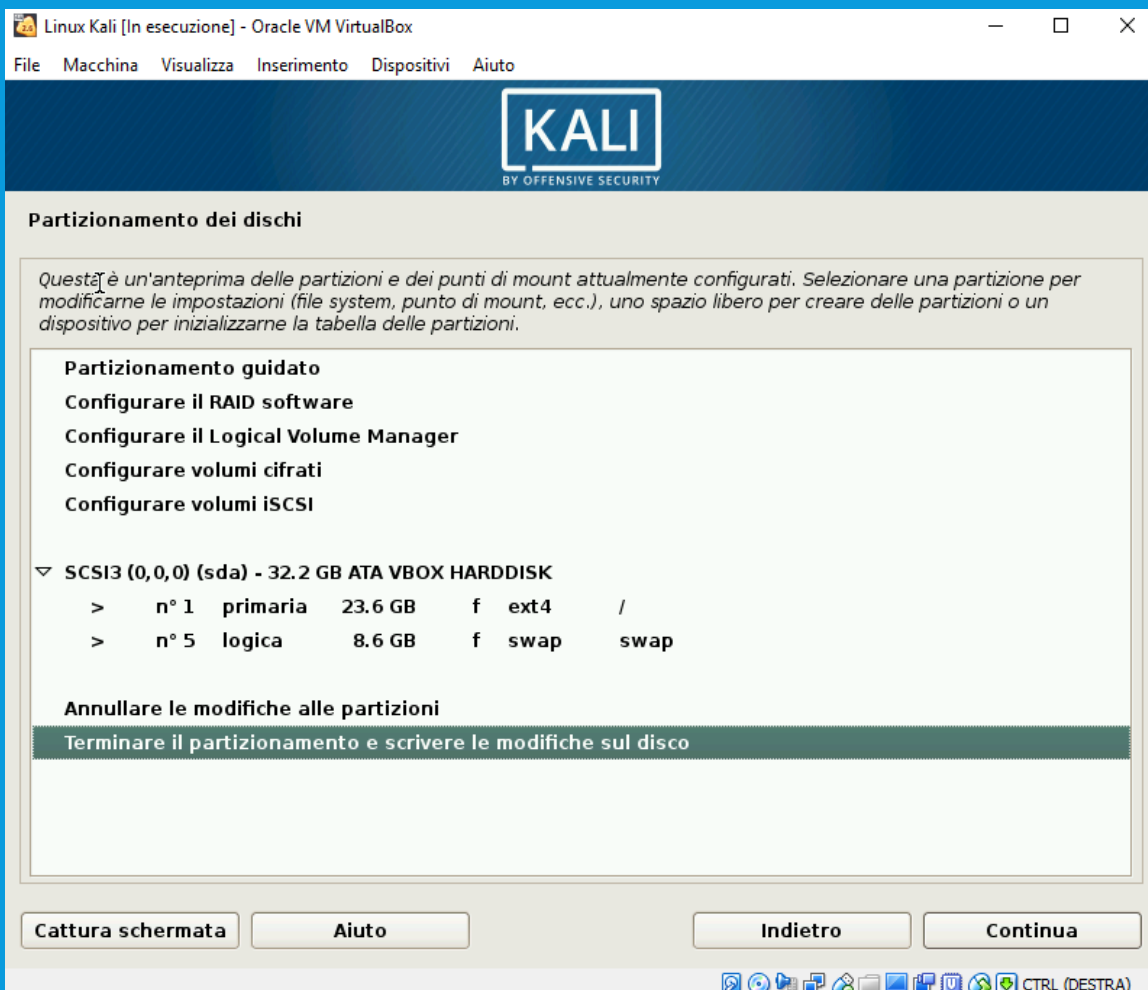 Linux Kali [In esecuzione] - Oracle VM VirtualBox
File Macchina Visualizza Inserimento Dispositivi Aiuto
KALI
BY OFFENSIVE SECURITY
Partizionamento dei dischi
Questa è un'anteprima delle partizioni e dei punti di mount attualmente configurati. Selezionare una partizione per
modificarne le impostazioni (file system, punto di mount, ecc.), uno spazio libero per creare delle partizioni o un
dispositivo per inizializzarne la tabella delle partizioni.
Partizionamento guidato
Configurare il RAID software
Configurare il Logical Volume Manager
Configurare volumi cifrati
Configurare volumi iSCSI
SCSI3 (0,0,0) (sda) - 32.2 GB ATA VBOX HARDDISK
> n° 1 primaria 23.6 GB f ext4 /
> n° 5 logica 8.6 GB f swap swap
Annullare le modifiche alle partizioni
Terminare il partizionamento e scrivere le modifiche sul disco
Cattura schermata Aiuto Indietro Continua
CTRL (DESTRA)